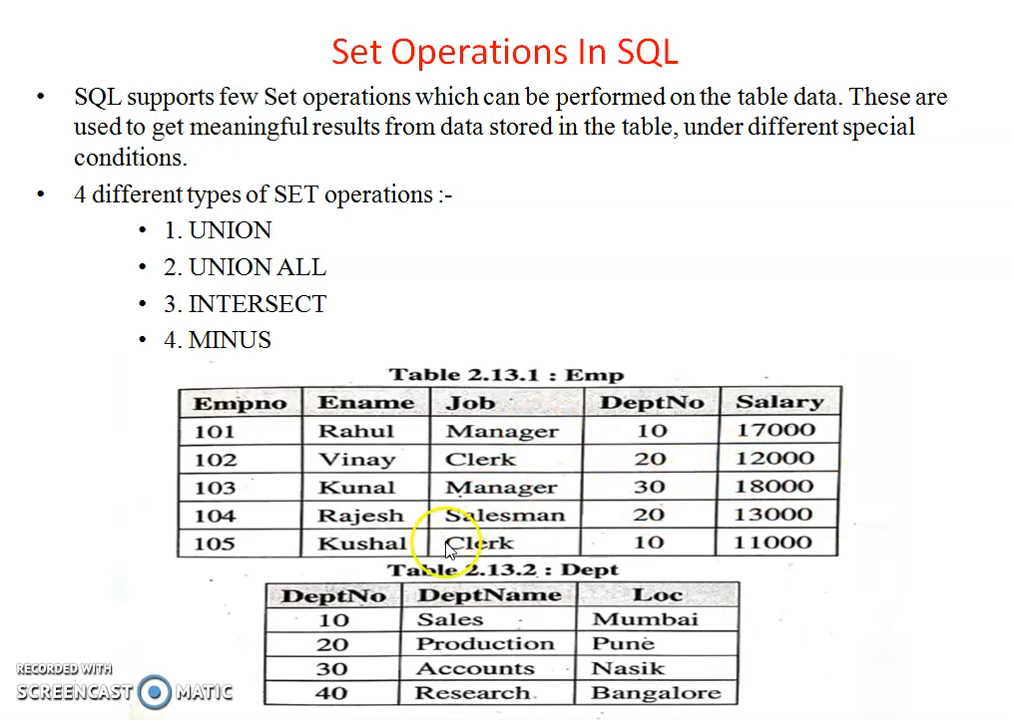 Set Operations In SQL
• SQL supports few Set operations which can be performed on the table data. These are
used to get meaningful results from data stored in the table, under different special
conditions.
• 4 different types of SET operations :-
• 1. UNION
• 2. UNION ALL
• 3. INTERSECT
• 4. MINUS
Table 2.13.1 : Emp
Empno Ename Job DeptNo Salary
101 Rahul Manager 10 17000
102 Vinay Clerk 20 12000
103 Kunal Manager 30 18000
104 Rajesh Salesman 20 13000
105 Kushal Clerk 10 11000
Table 2.13.2 : Dept
DeptNo DeptName Loc
10 Sales Mumbai
20 Production Pune
30 Accounts Nasik
40 Research Bangalore
RECORDED WITH
SCREENCAST MATIC